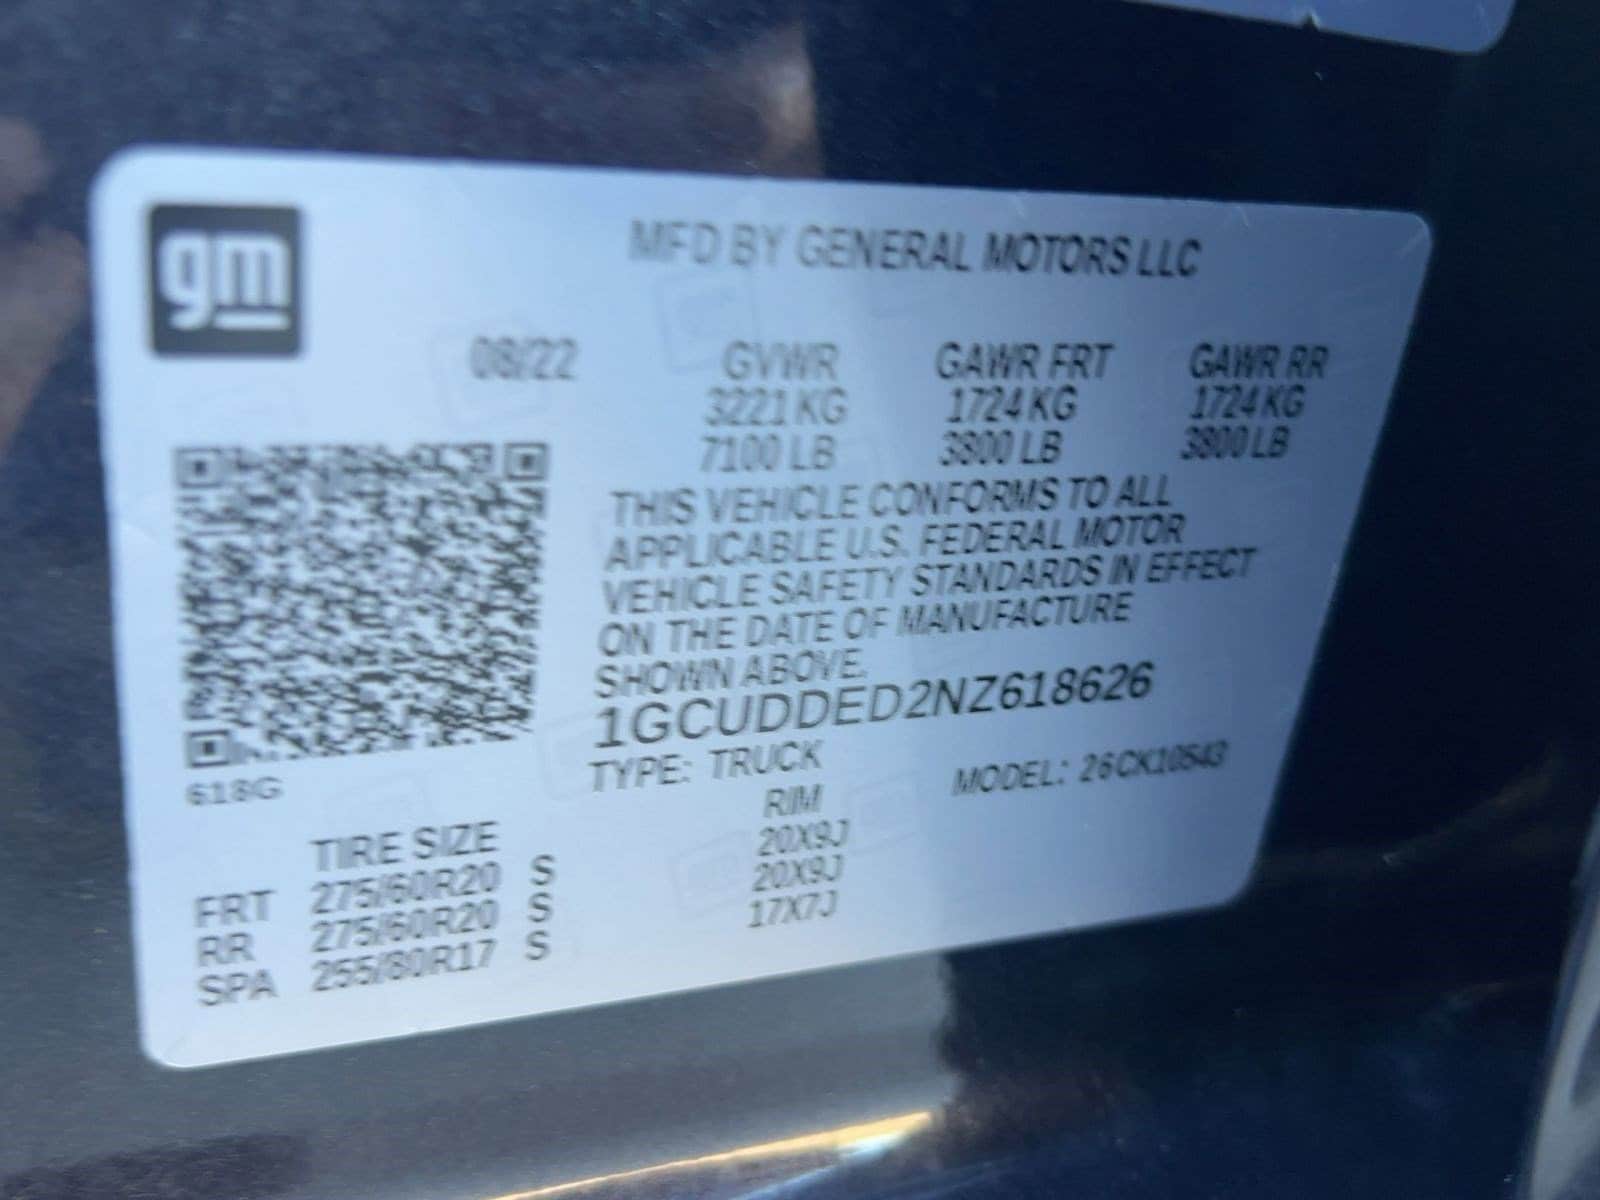 gm
MFD BY GENERAL MOTORS LLC
08/22 GVWR GAWR FRT GAWR RR
3221 KG 1724 KG 1724 KG
7100 LB 3800 LB 3800 LB
THIS VEHICLE CONFORMS TO ALL
APPLICABLE U.S. FEDERAL MOTOR
VEHICLE SAFETY STANDARDS IN EFFECT
ON THE DATE OF MANUFACTURE
SHOWN ABOVE.
1GCUDDED2NZ618626
TYPE: TRUCK MODEL: 26CK10543
618G
TIRE SIZE RIM
FRT 275/60R20 S 20X9J
RR 275/60R20 S 20X9J
SPA 255/80R17 S 17X7J